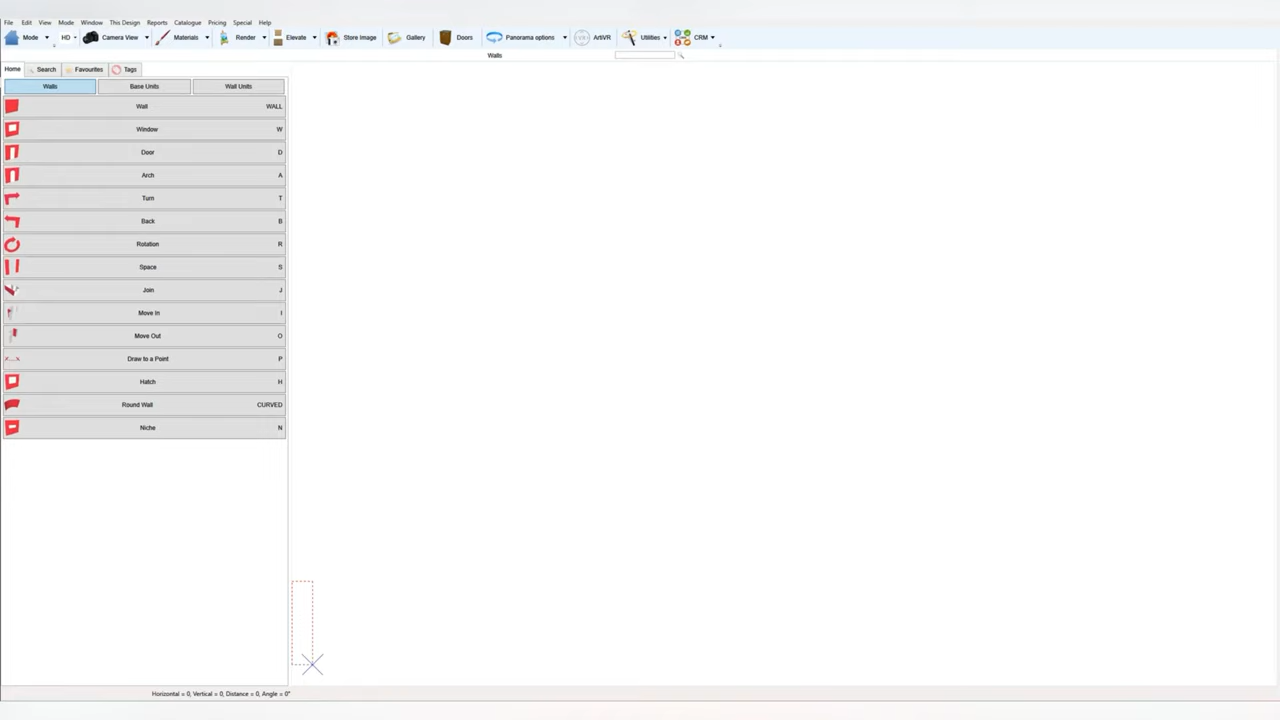 File Edit View Mode Window This Design Reports Catalogue Pricing Special Help
Mode HD Camera View Materials Render Elevate Store Image Gallery Doors Panorama options ArtiVR Utilities CRM
Walls
Home Search Favourites Tags
Walls Base Units Wall Units
Wall WALL
Window W
Door D
Arch A
Turn T
Back B
Rotation R
Space S
Join J
Move In I
Move Out O
Draw to a Point P
Hatch H
Round Wall CURVED
Niche N
Horizontal = 0, Vertical = 0, Distance = 0, Angle = 0°